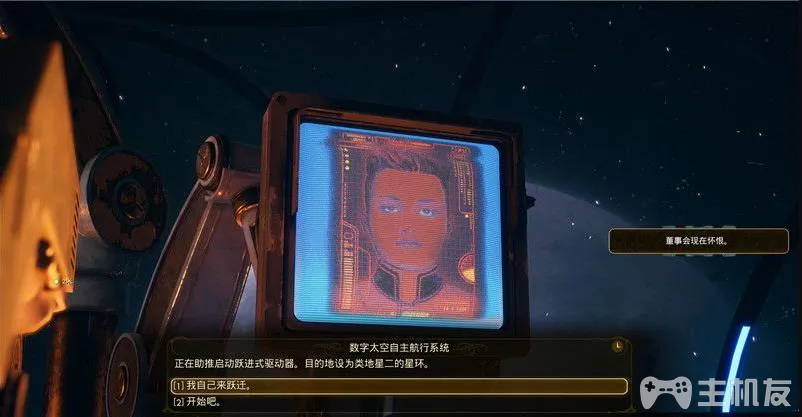 董事会现在怀恨。
数字太空自主航行系统
正在助推启动跃进式驱动器。目的地设为类地星二的星环。
[1] 我自己来跃迁。
[2] 开始吧。
主机友